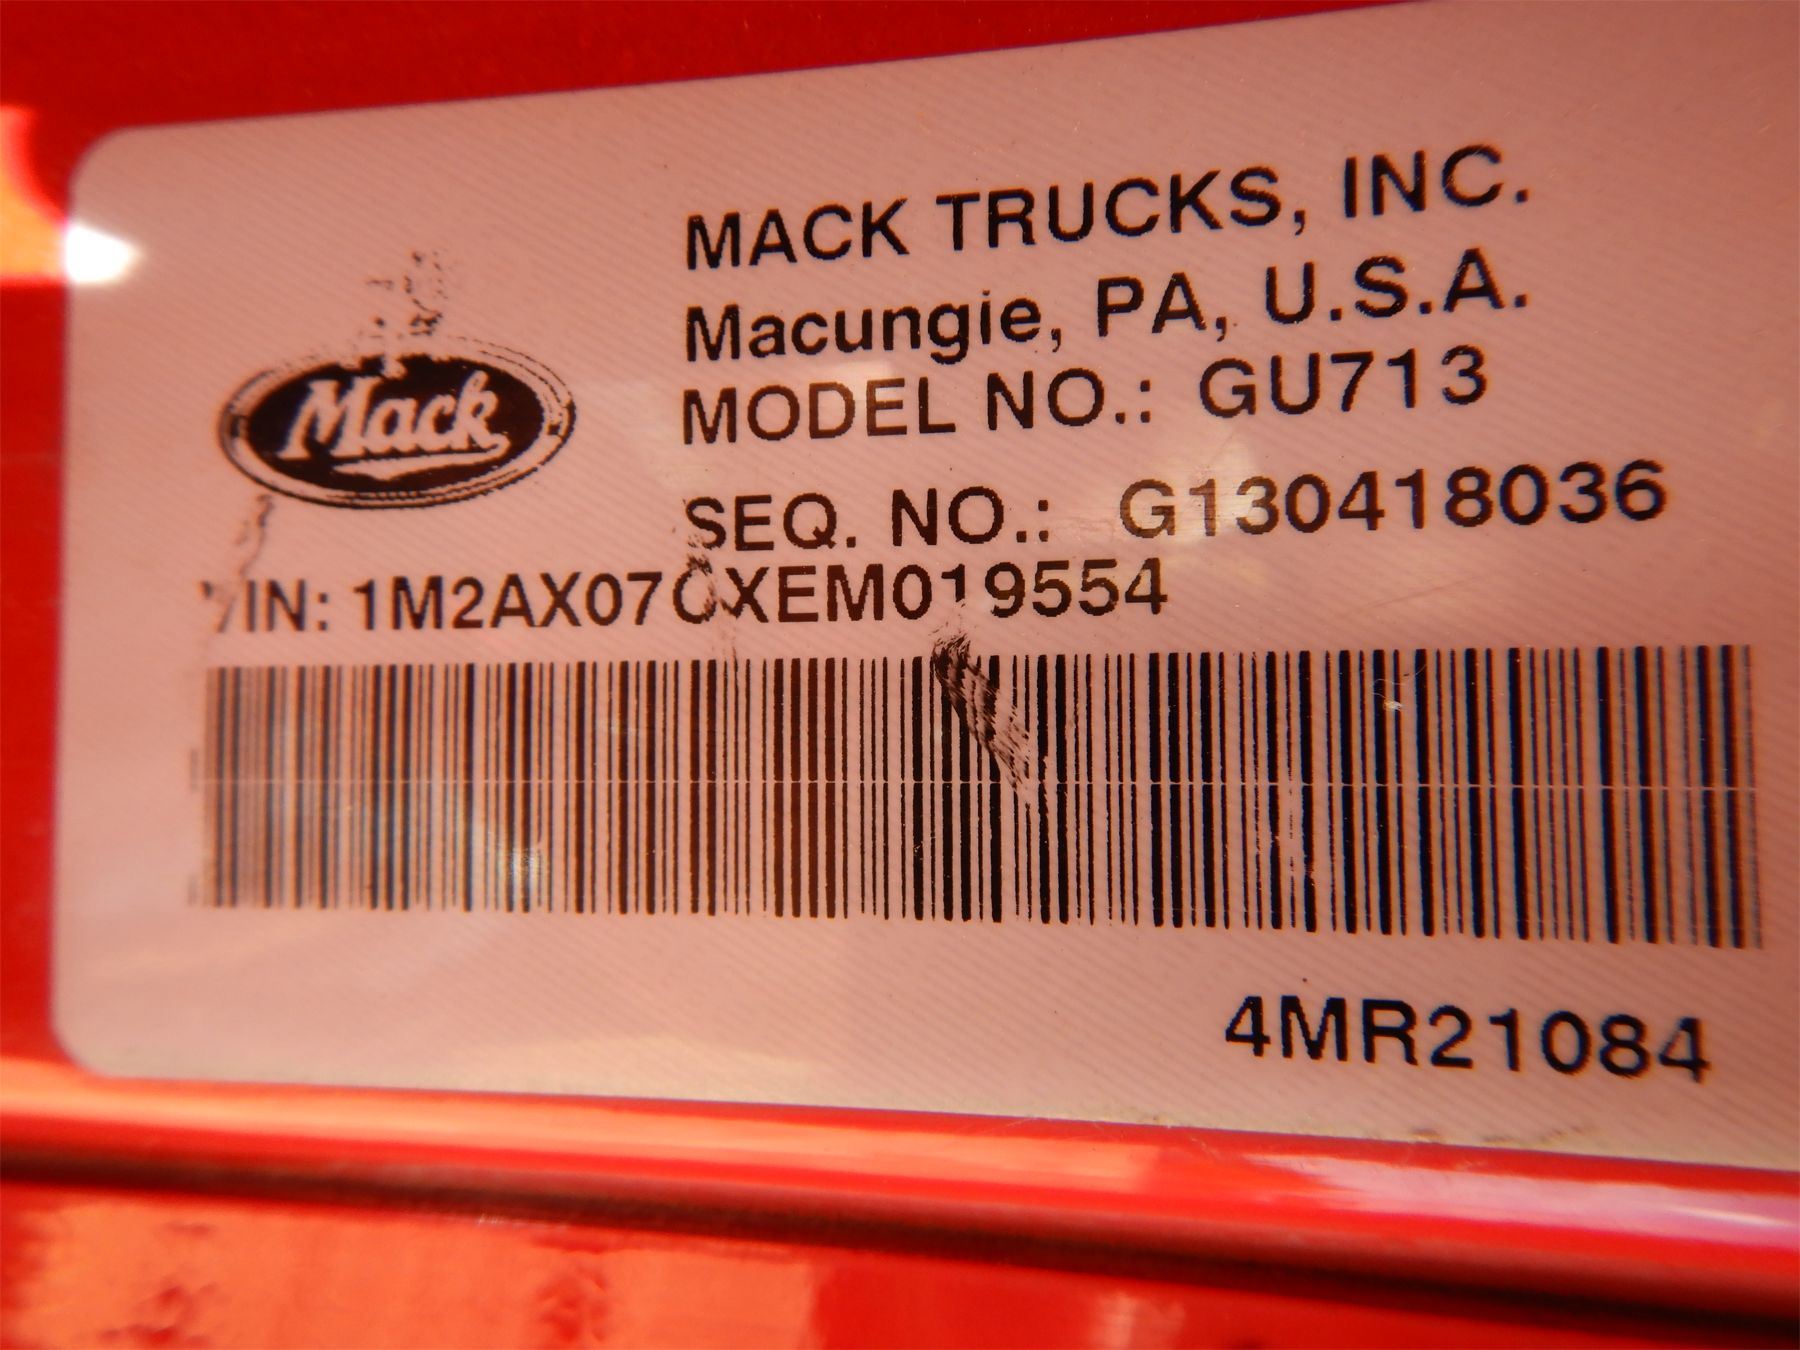 Mack
MACK TRUCKS, INC.
Macungie, PA, U.S.A.
MODEL NO.: GU713
SEQ. NO.: G130418036
VIN: 1M2AX07CXEM019554
4MR21084